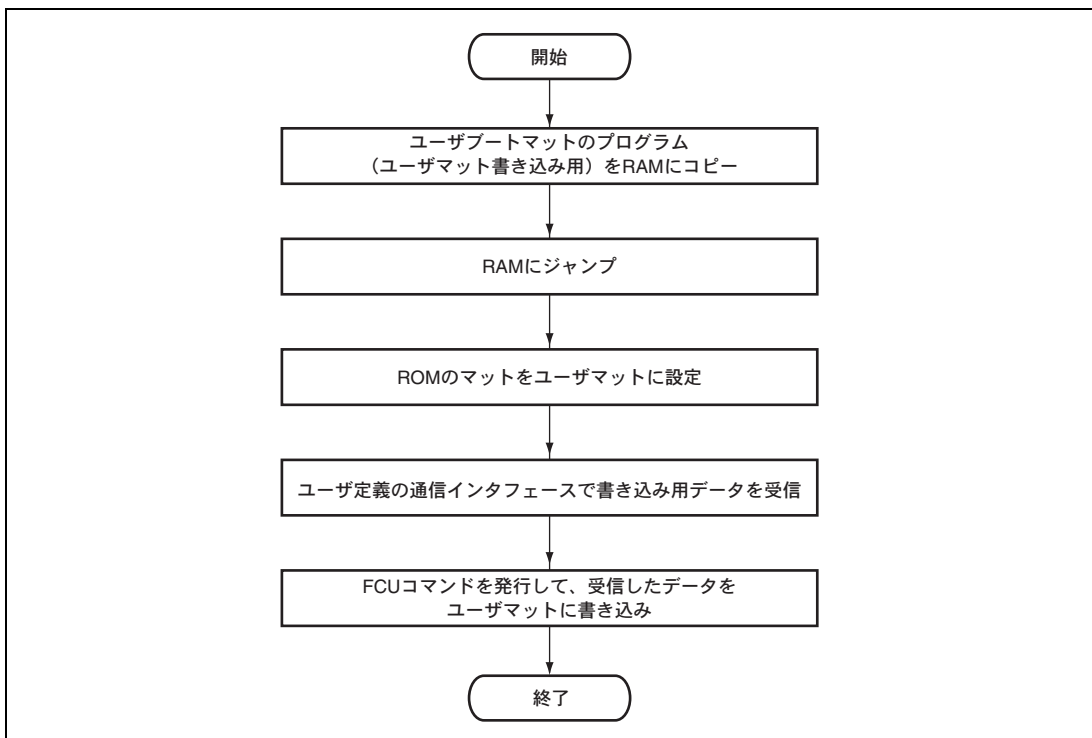 開始
ユーザブートマットのプログラム
（ユーザマット書き込み用）をRAMにコピー
RAMにジャンプ
ROMのマットをユーザマットに設定
ユーザ定義の通信インタフェースで書き込み用データを受信
FCUコマンドを発行して、受信したデータを
ユーザマットに書き込み
終了